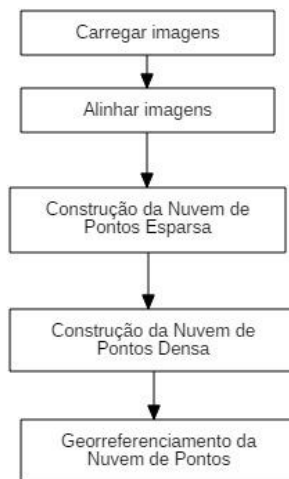 Carregar imagens
Alinhar imagens
Construção da Nuvem de
Pontos Esparsa
Construção da Nuvem de
Pontos Densa
Georreferenciamento da
Nuvem de Pontos